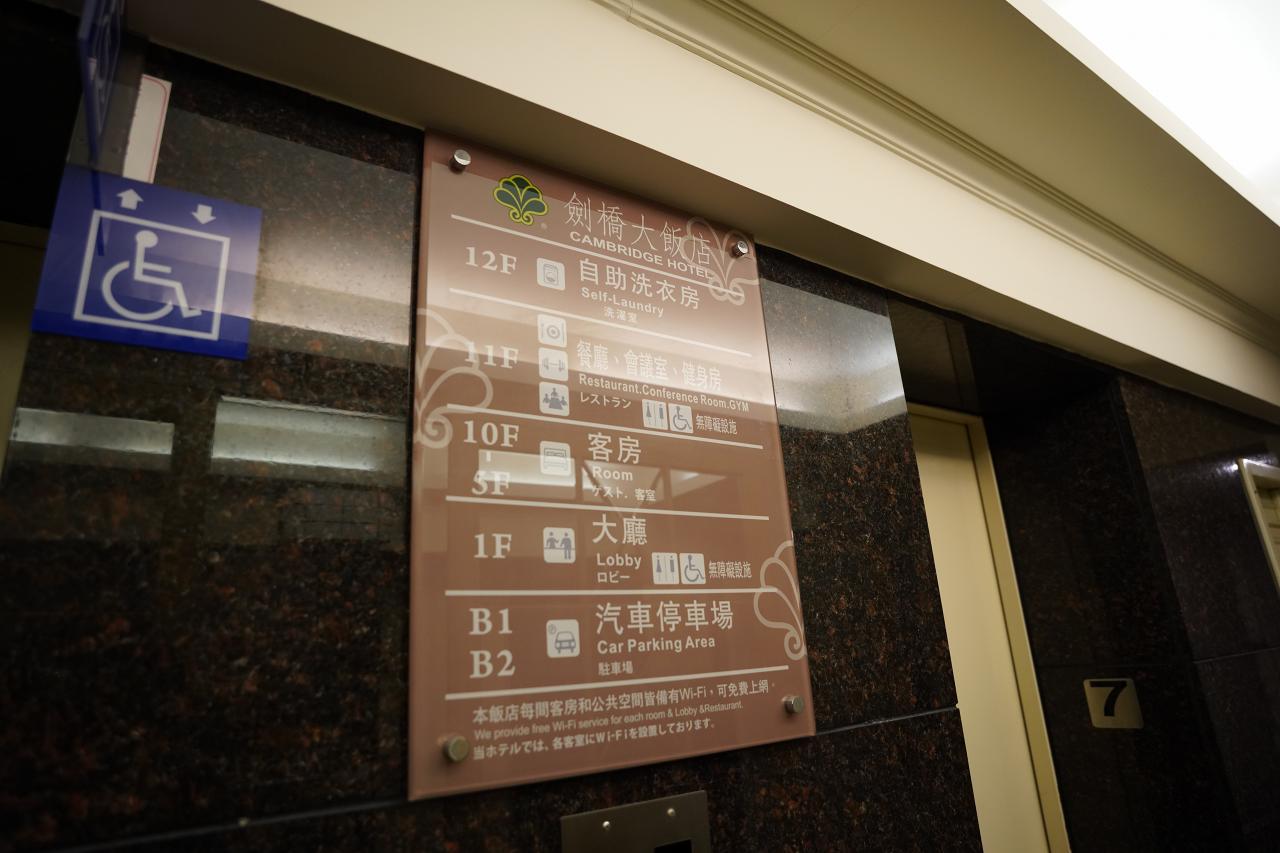 劍橋大飯店
CAMBRIDGE HOTEL
12F
自助洗衣房
Self-Laundry
洗濯室
11F
餐廳、會議室、健身房
Restaurant.Conference Room.GYM
レストラン 無障礙設施
10F
5F
客房
Room
ゲスト．客室
1F
大廳
Lobby
ロビー 無障礙設施
B1
B2
汽車停車場
Car Parking Area
駐車場
本飯店每間客房和公共空間皆備有Wi-Fi，可免費上網。
We provide free Wi-Fi service for each room & Lobby &Restaurant.
当ホテルでは、各客室にWi-Fiを設置しております。
7